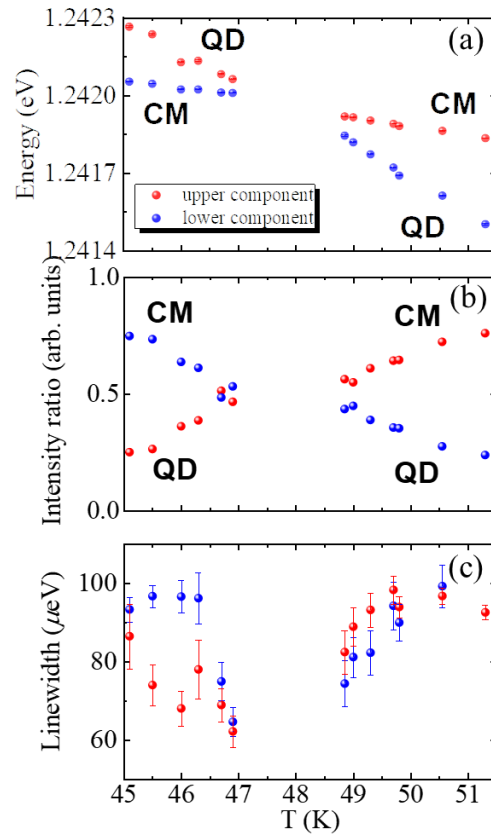 1.2423
(a)
QD
1.2420
CM
CM
Energy (eV)
1.2417
upper component
lower component
QD
1.2414
1.0
(b)
CM
CM
Intensity ratio (arb. units)
0.5
QD
QD
0.0
(c)
100
Linewidth (μeV)
80
60
45 46 47 48 49 50 51
T (K)